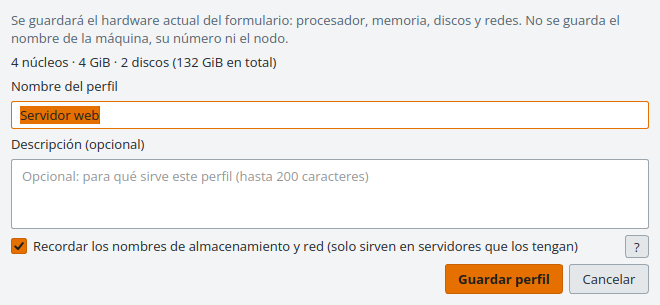 Se guardará el hardware actual del formulario: procesador, memoria, discos y redes. No se guarda el
nombre de la máquina, su número ni el nodo.
4 núcleos · 4 GiB · 2 discos (132 GiB en total)
Nombre del perfil
Servidor web
Descripción (opcional)
Opcional: para qué sirve este perfil (hasta 200 caracteres)
Recordar los nombres de almacenamiento y red (solo sirven en servidores que los tengan)
?
Guardar perfil
Cancelar